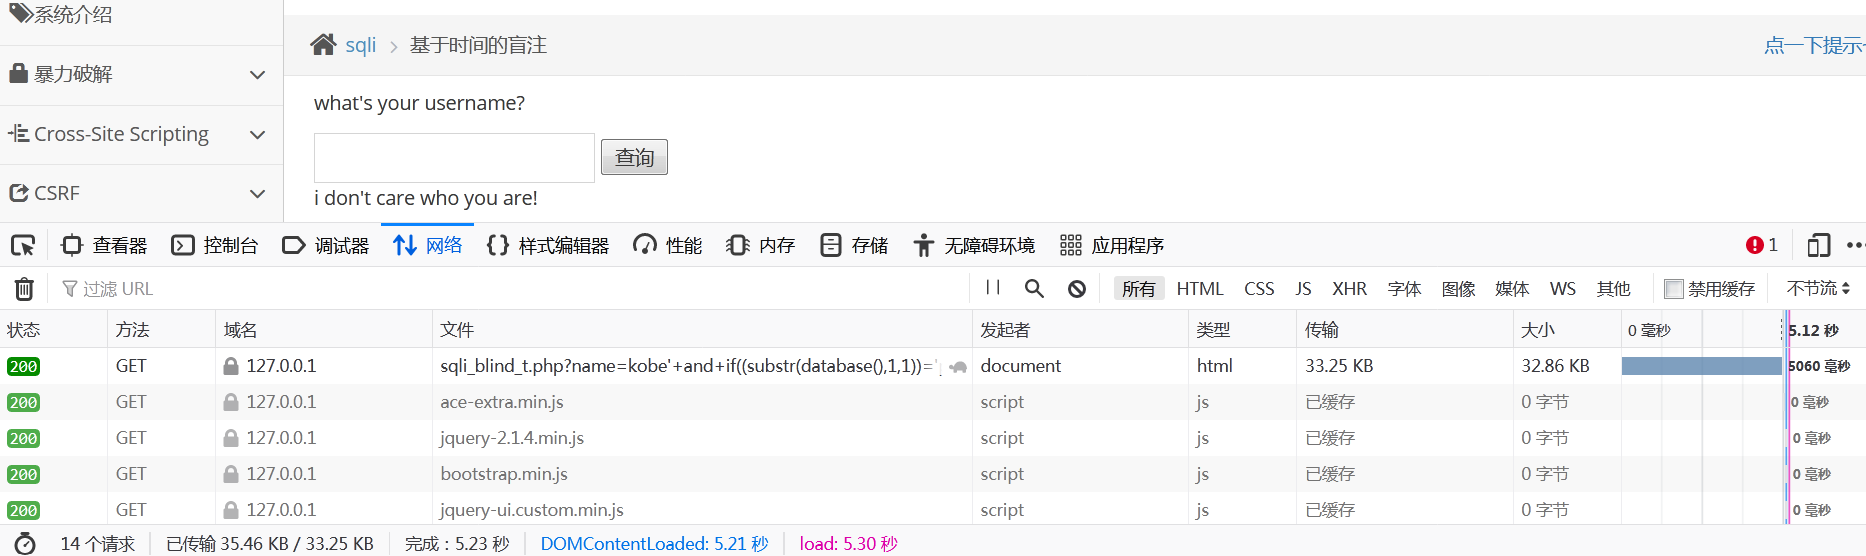 系统介绍
sqli > 基于时间的盲注
点一下提示
暴力破解
what's your username?
Cross-Site Scripting
查询
CSRF
i don't care who you are!
查看器 控制台 调试器 网络 样式编辑器 性能 内存 存储 无障碍环境 应用程序 1
过滤 URL 所有 HTML CSS JS XHR 字体 图像 媒体 WS 其他 禁用缓存 不节流
状态 方法 域名 文件 发起者 类型 传输 大小 0 毫秒 5.12 秒
200 GET 127.0.0.1 sqli_blind_t.php?name=kobe'+and+if((substr(database(),1,1))=' document html 33.25 KB 32.86 KB 5060 毫秒
200 GET 127.0.0.1 ace-extra.min.js script js 已缓存 0 字节 0 毫秒
200 GET 127.0.0.1 jquery-2.1.4.min.js script js 已缓存 0 字节 0 毫秒
200 GET 127.0.0.1 bootstrap.min.js script js 已缓存 0 字节 0 毫秒
200 GET 127.0.0.1 jquery-ui.custom.min.js script js 已缓存 0 字节 0 毫秒
14 个请求 已传输 35.46 KB / 33.25 KB 完成：5.23 秒 DOMContentLoaded: 5.21 秒 load: 5.30 秒